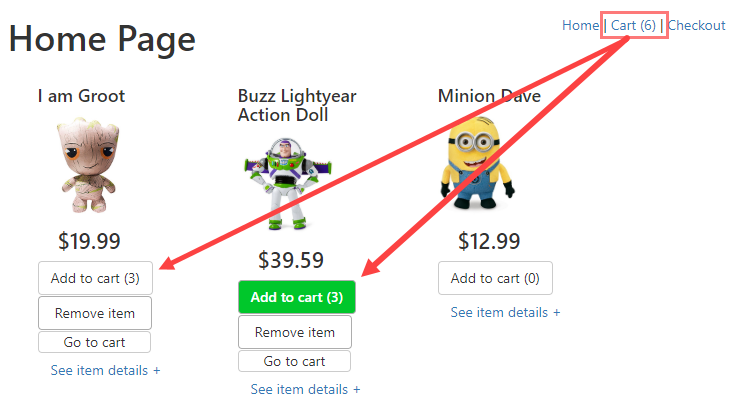 Home Page
Home | Cart (6) | Checkout
I am Groot
$19.99
Add to cart (3)
Remove item
Go to cart
See item details +
Buzz Lightyear
Action Doll
$39.59
Add to cart (3)
Remove item
Go to cart
See item details +
Minion Dave
$12.99
Add to cart (0)
See item details +